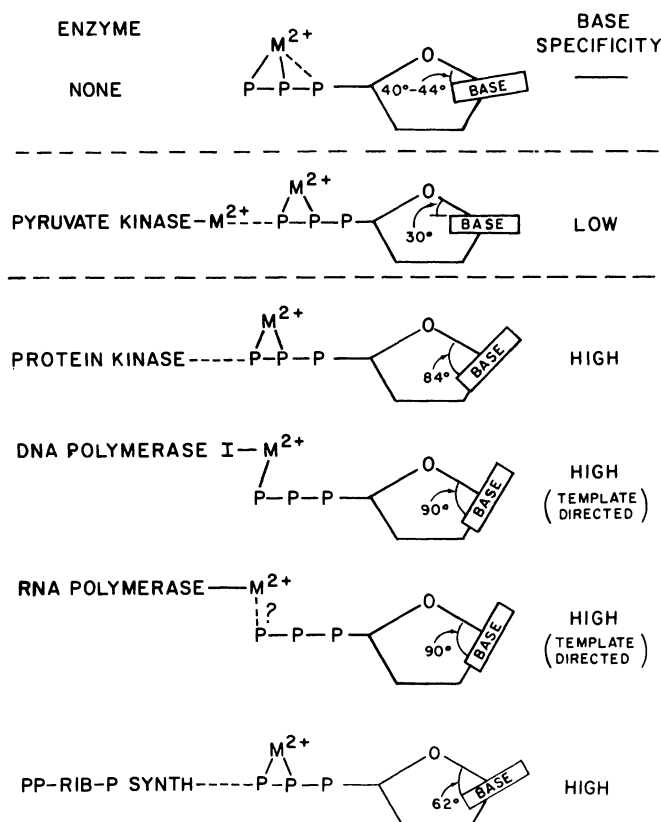 ENZYME
BASE
SPECIFICITY
M2+
O
NONE
P—P—P
40°-44°
BASE
M2+
O
PYRUVATE KINASE—M2+----P—P—P
30°
BASE
LOW
M2+
O
PROTEIN KINASE-----P—P—P
84°
BASE
HIGH
DNA POLYMERASE I—M2+
O
P—P—P
90°
BASE
HIGH
(TEMPLATE
DIRECTED)
RNA POLYMERASE—M2+
?
O
P—P—P
90°
BASE
HIGH
(TEMPLATE
DIRECTED)
M2+
O
PP-RIB-P SYNTH-----P—P—P
62°
BASE
HIGH